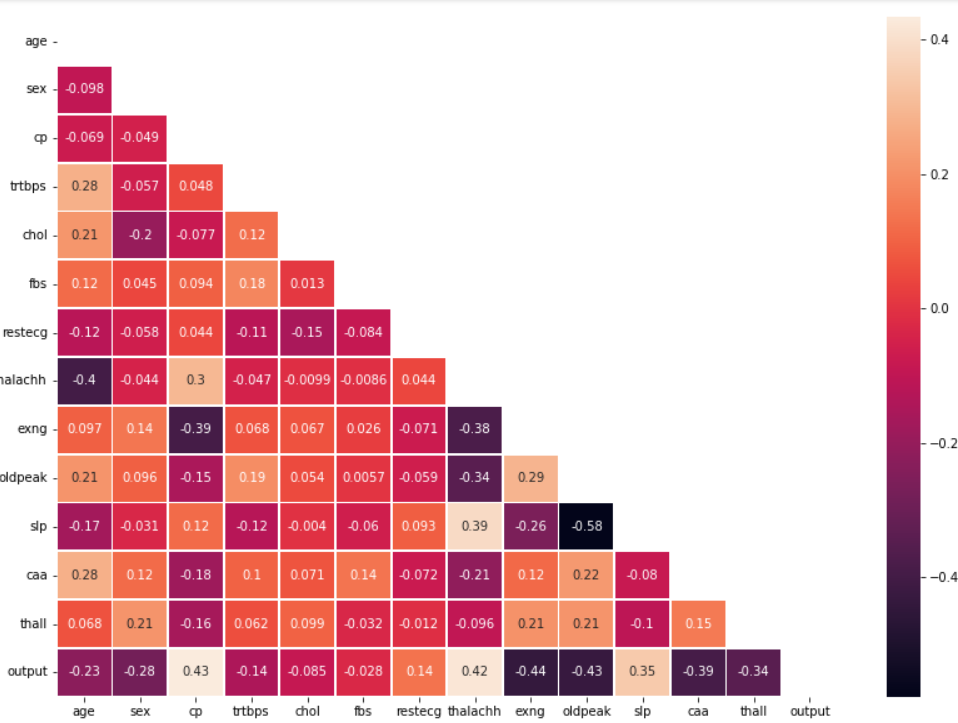 age
sex -0.098
cp -0.069 -0.049
trtbps 0.28 -0.057 0.048
chol 0.21 -0.2 -0.077 0.12
fbs 0.12 0.045 0.094 0.18 0.013
restecg -0.12 -0.058 0.044 -0.11 -0.15 -0.084
halachh -0.4 -0.044 0.3 -0.047 -0.0099 -0.0086 0.044
exng 0.097 0.14 -0.39 0.068 0.067 0.026 -0.071 -0.38
oldpeak 0.21 0.096 -0.15 0.19 0.054 0.0057 -0.059 -0.34 0.29
slp -0.17 -0.031 0.12 -0.12 -0.004 -0.06 0.093 0.39 -0.26 -0.58
caa 0.28 0.12 -0.18 0.1 0.071 0.14 -0.072 -0.21 0.12 0.22 -0.08
thall 0.068 0.21 -0.16 0.062 0.099 -0.032 -0.012 -0.096 0.21 0.21 -0.1 0.15
output -0.23 -0.28 0.43 -0.14 -0.085 -0.028 0.14 0.42 -0.44 -0.43 0.35 -0.39 -0.34
age sex cp trtbps chol fbs restecg thalachh exng oldpeak slp caa thall output
0.4
0.2
0.0
−0.2
−0.4